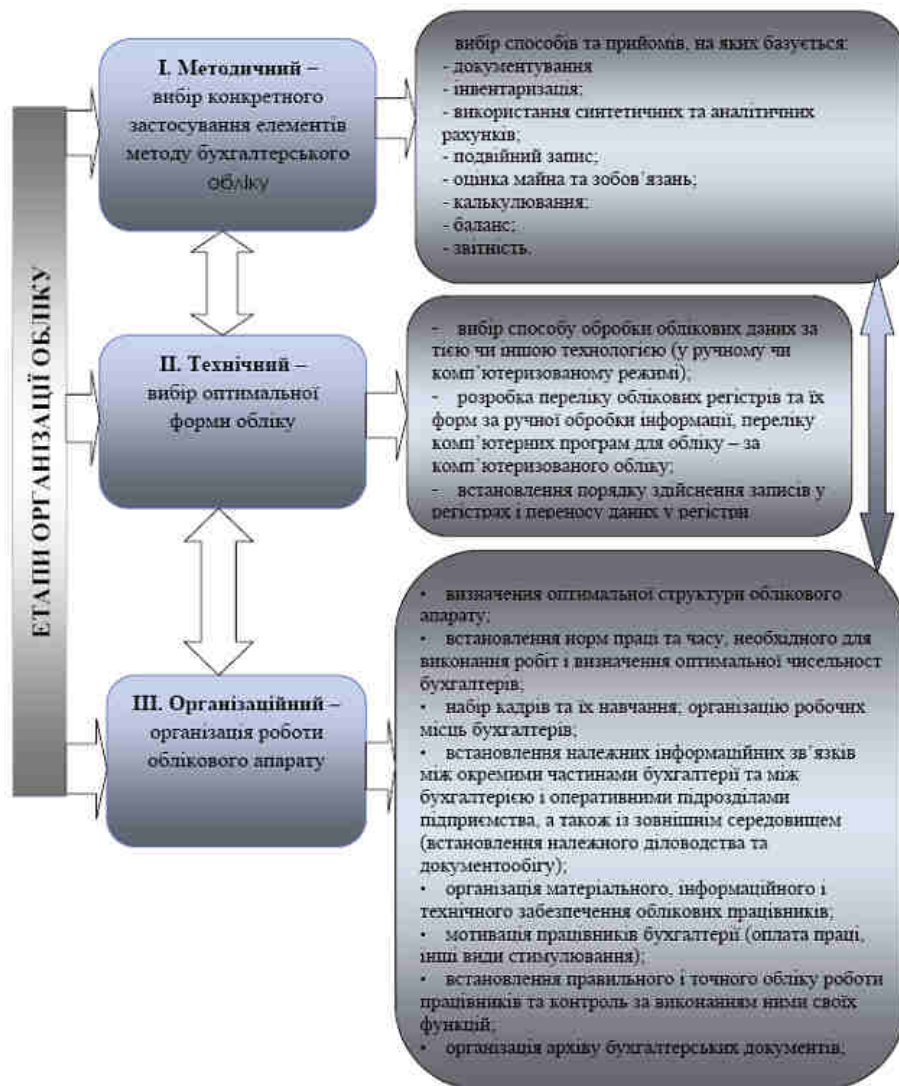 ЕТАПИ ОРГАНІЗАЦІЇ ОБЛІКУ
І. Методичний –
вибір конкретного
застосування елементів
методу бухгалтерського
обліку
вибір способів та прийомів, на яких базується:
- документування
- інвентаризація;
- використання синтетичних та аналітичних
рахунків;
- подвійний запис;
- оцінка майна та зобов’язань;
- калькулювання;
- баланс;
- звітність.
ІІ. Технічний –
вибір оптимальної
форми обліку
- вибір способу обробки облікових даних за
тією чи іншою технологією (у ручному чи
комп’ютеризованому режимі);
- розробка переліку облікових регістрів та їх
форм за ручної обробки інформації, переліку
комп’ютерних програм для обліку – за
комп’ютеризованого обліку;
- встановлення порядку здійснення записів у
регістрах і переносу даних у регістри
ІІІ. Організаційний –
організація роботи
облікового апарату
• визначення оптимальної структури облікового
апарату;
• встановлення норм праці та часу, необхідного для
виконання робіт і визначення оптимальної чисельност
бухгалтерів;
• набір кадрів та їх навчання; організацію робочих
місць бухгалтерів;
• встановлення належних інформаційних зв’язків
між окремими частинами бухгалтерії та між
бухгалтерією і оперативними підрозділами
підприємства, а також із зовнішнім середовищем
(встановлення належного діловодства та
документообігу);
• організація матеріального, інформаційного і
технічного забезпечення облікових працівників;
• мотивація працівників бухгалтерії (оплата праці,
інші види стимулювання);
• встановлення правильного і точного обліку роботи
працівників та контроль за виконанням ними своїх
функцій;
• організація архіву бухгалтерських документів;